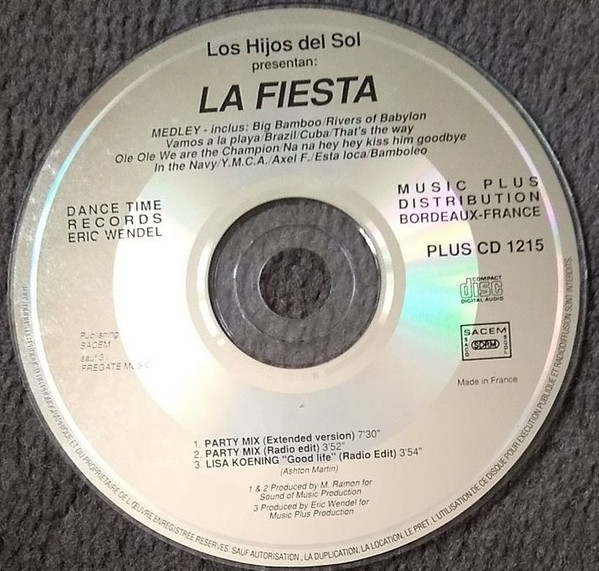 Los Hijos del Sol
presentan:
LA FIESTA
MEDLEY - inclus: Big Bamboo/Rivers of Babylon
Vamos a la playa/Brazil/Cuba/That's the way
Ole Ole We are the Champion/Na na hey hey kiss him goodbye
In the Navy/Y.M.C.A./Axel F./Esta loca/Bamboleo
DANCE TIME
RECORDS
ERIC WENDEL
MUSIC PLUS
DISTRIBUTION
BORDEAUX-FRANCE
PLUS CD 1215
COMPACT
disc
DIGITAL AUDIO
Publishing
SACEM
sauf 3
FREGATE MUSIC
SACEM
SDRM
Made in France
1. PARTY MIX (Extended version) 7'30"
2. PARTY MIX (Radio edit) 3'52"
3. LISA KOENING "Good life" (Radio Edit) 3'54"
(Ashton Martin)
1 & 2 Produced by M. Ramon for
Sound of Music Production
3 Produced by Eric Wendel for
Music Plus Production
ET DU PROPRIETAIRE DE L'ŒUVRE ENREGISTREE RESERVES. SAUF AUTORISATION, LA DUPLICATION, LA LOCATION, LE PRET, L'UTILISATION DE CE DISQUE POUR EXECUTION PUBLIQUE ET RADIODIFFUSION SONT INTERDITS